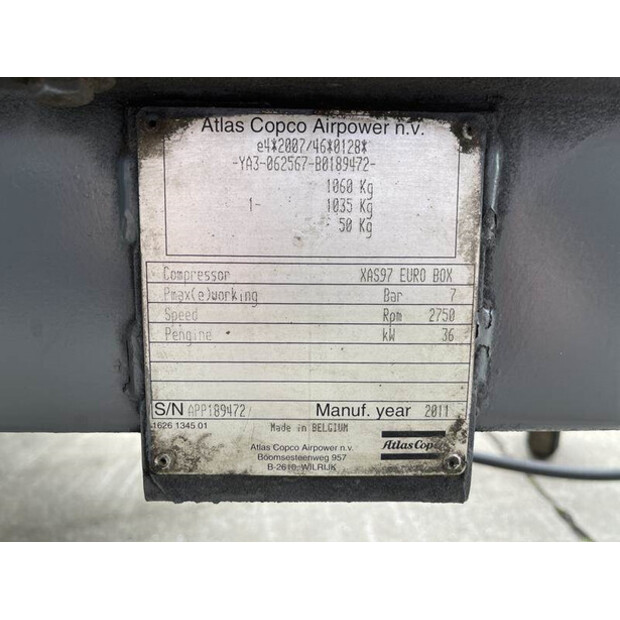 Atlas Copco Airpower n.v.
e4*2007/46*0128*
-YA3-062567-B0189472-
1060 Kg
1- 1035 Kg
50 Kg
Compressor XAS97 EURO BOX
Pmax(e)working Bar 7
Speed Rpm 2750
Pengine kW 36
S/N APP189472/ Manuf. year 2011
1626 1345 01 Made in BELGIUM
Atlas Copco Airpower n.v.
Boomsesteenweg 957
B-2610, WILRIJK
Atlas Copco